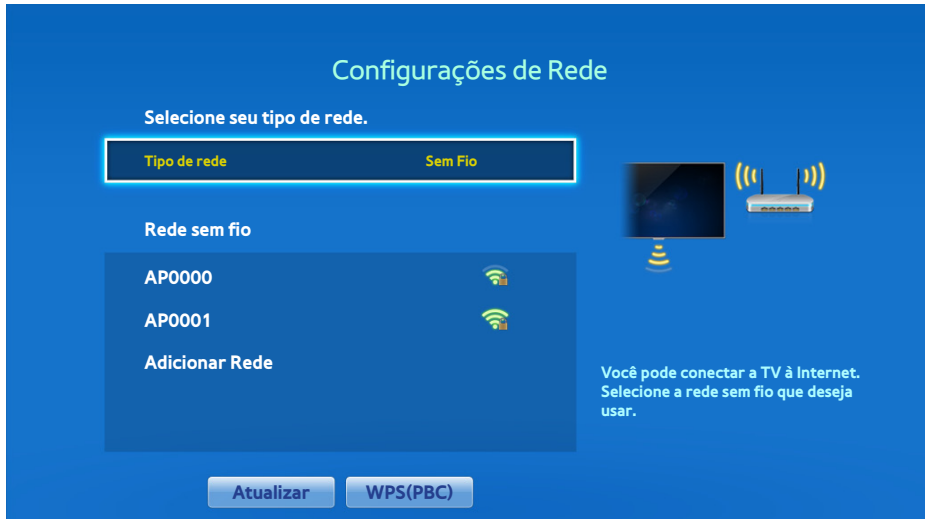 Configurações de Rede
Selecione seu tipo de rede.
Tipo de rede Sem Fio
Rede sem fio
AP0000
AP0001
Adicionar Rede
Você pode conectar a TV à Internet.
Selecione a rede sem fio que deseja
usar.
Atualizar WPS(PBC)